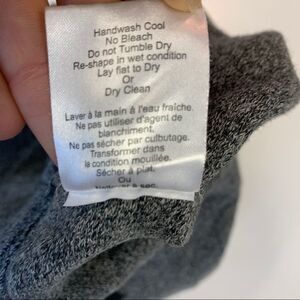 Handwash Cool
No Bleach
Do not Tumble Dry
Re-shape in wet condition
Lay flat to Dry
Or
Dry Clean
Laver à la main à l'eau fraîche.
Ne pas utiliser d'agent de
blanchiment.
Ne pas sécher par culbutage.
Transformer dans
la condition mouillée.
Sécher à plat.
Ou
Nettoyer à sec.